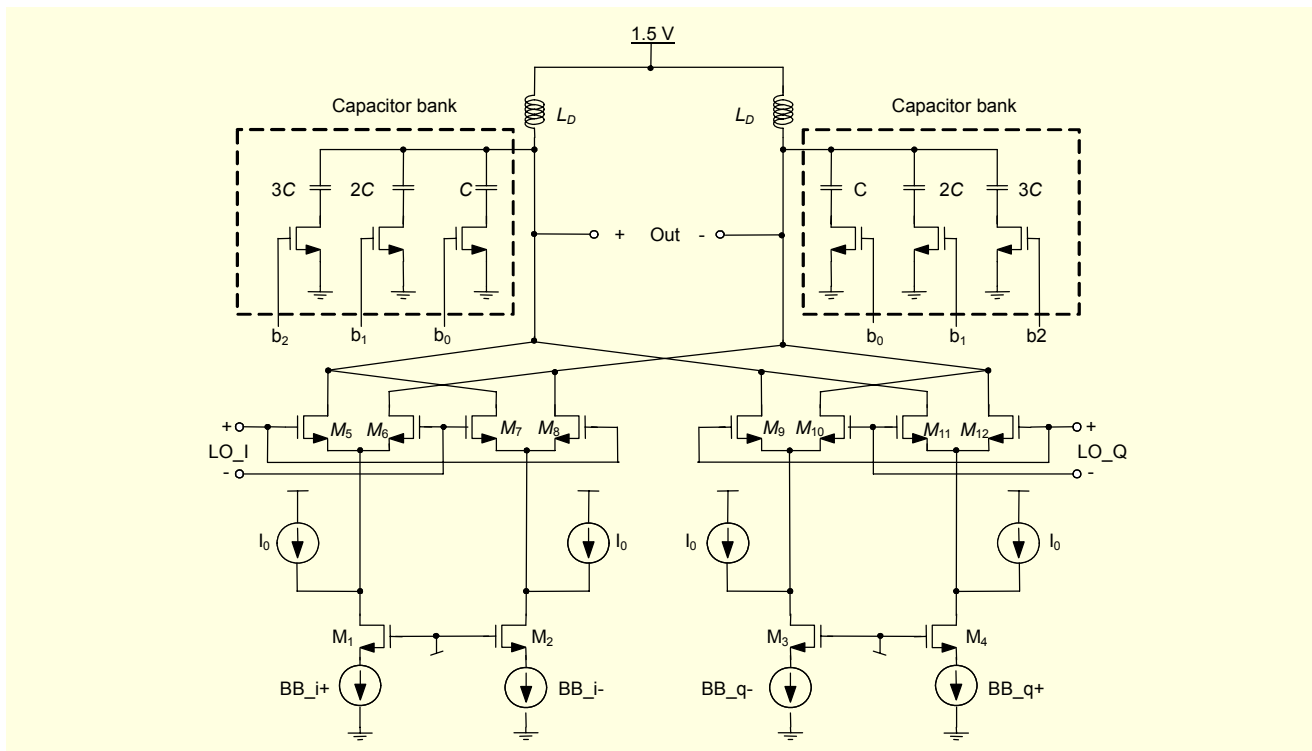 1.5 V
Capacitor bank
Capacitor bank
L_D
L_D
3C 2C C
C 2C 3C
+ Out -
b₂ b₁ b₀
b₀ b₁ b2
+
LO_I
-
M₅ M₆ M₇ M₈
M₉ M₁₀ M₁₁ M₁₂
+
LO_Q
-
I₀ I₀ I₀ I₀
M₁ M₂ M₃ M₄
BB_i+ BB_i- BB_q- BB_q+